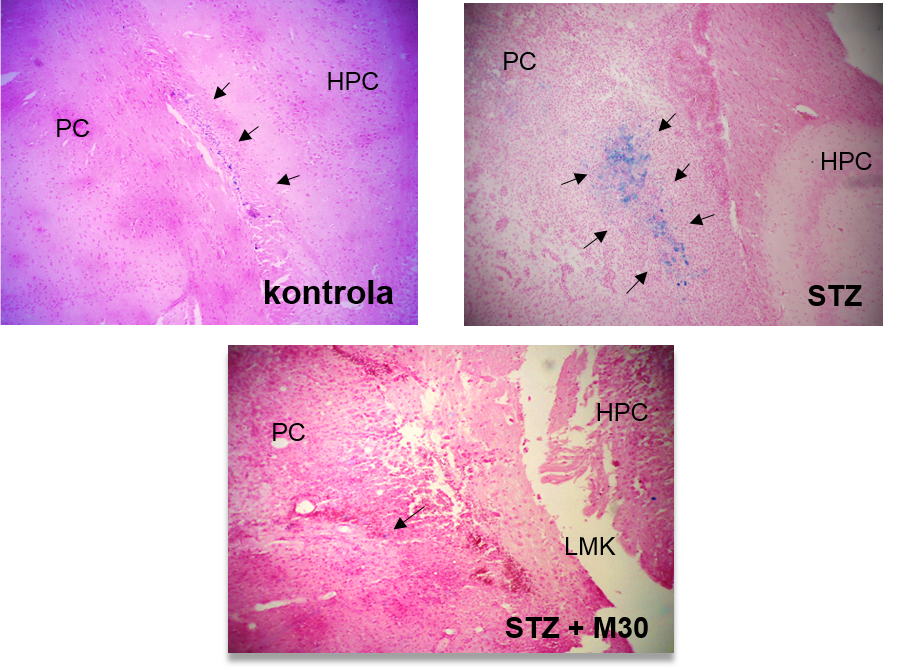 HPC
PC
kontrola
PC
HPC
STZ
HPC
PC
LMK
STZ + M30